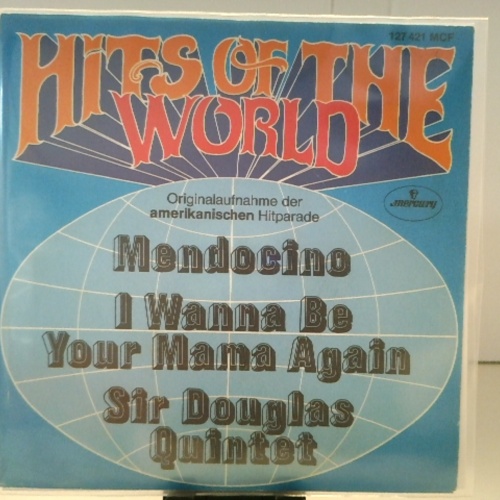 127 421 MCF
HITS OF THE
WORLD
Originalaufnahme der
amerikanischen Hitparade
mercury
Mendocino
I Wanna Be
Your Mama Again
Sir Douglas
Quintet